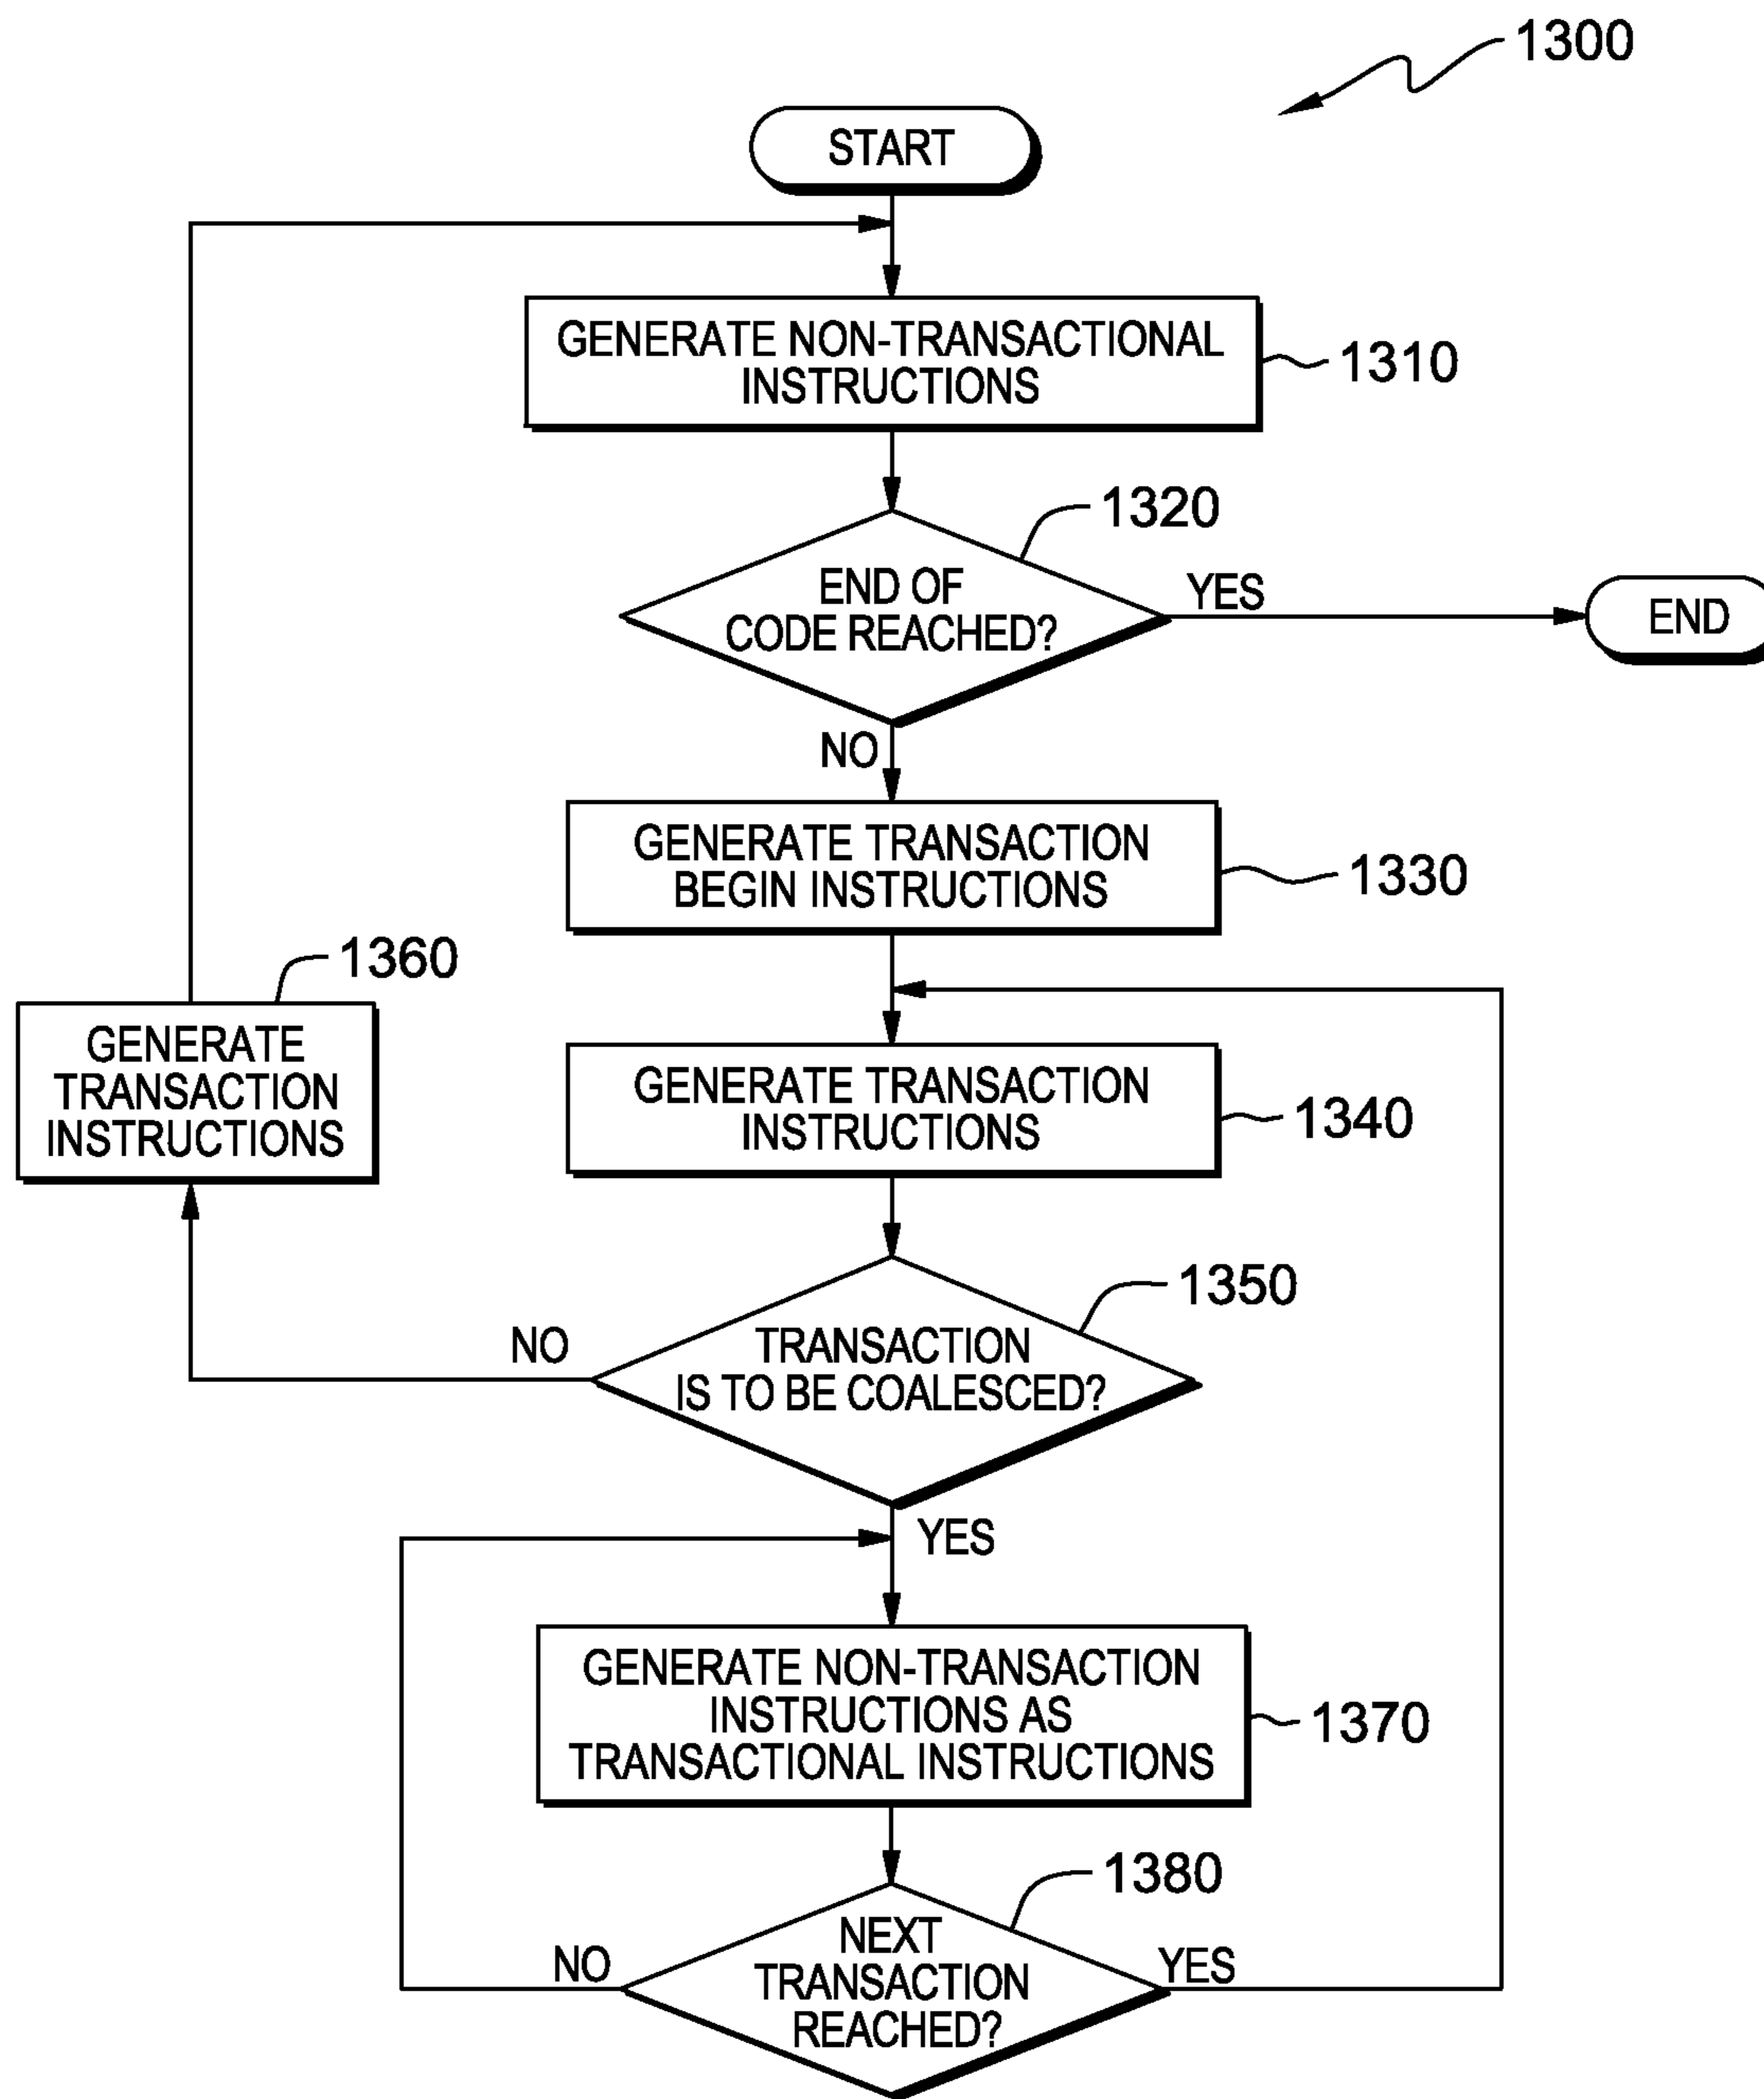 1300
START
GENERATE NON-TRANSACTIONAL
INSTRUCTIONS
1310
1320
END OF
CODE REACHED?
YES
END
NO
GENERATE TRANSACTION
BEGIN INSTRUCTIONS
1330
1360
GENERATE
TRANSACTION
INSTRUCTIONS
GENERATE TRANSACTION
INSTRUCTIONS
1340
1350
NO
TRANSACTION
IS TO BE COALESCED?
YES
GENERATE NON-TRANSACTION
INSTRUCTIONS AS
TRANSACTIONAL INSTRUCTIONS
1370
1380
NO
NEXT
TRANSACTION
REACHED?
YES